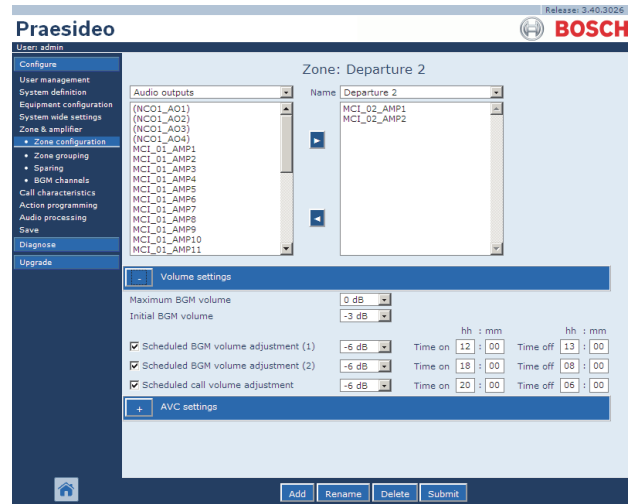 Release: 3.40.3026
Praesideo
BOSCH
User: admin
Configure
User management
System definition
Equipment configuration
System wide settings
Zone & amplifier
• Zone configuration
• Zone grouping
• Sparing
• BGM channels
Call characteristics
Action programming
Audio processing
Save
Diagnose
Upgrade
Zone: Departure 2
Audio outputs
Name Departure 2
(NCO1_AO1)
(NCO1_AO2)
(NCO1_AO3)
(NCO1_AO4)
MCI_01_AMP1
MCI_01_AMP2
MCI_01_AMP3
MCI_01_AMP4
MCI_01_AMP5
MCI_01_AMP6
MCI_01_AMP7
MCI_01_AMP8
MCI_01_AMP9
MCI_01_AMP10
MCI_01_AMP11
MCI_02_AMP1
MCI_02_AMP2
- Volume settings
Maximum BGM volume 0 dB
Initial BGM volume -3 dB
hh : mm hh : mm
Scheduled BGM volume adjustment (1) -6 dB Time on 12 : 00 Time off 13 : 00
Scheduled BGM volume adjustment (2) -6 dB Time on 18 : 00 Time off 08 : 00
Scheduled call volume adjustment -6 dB Time on 20 : 00 Time off 06 : 00
+ AVC settings
Add Rename Delete Submit